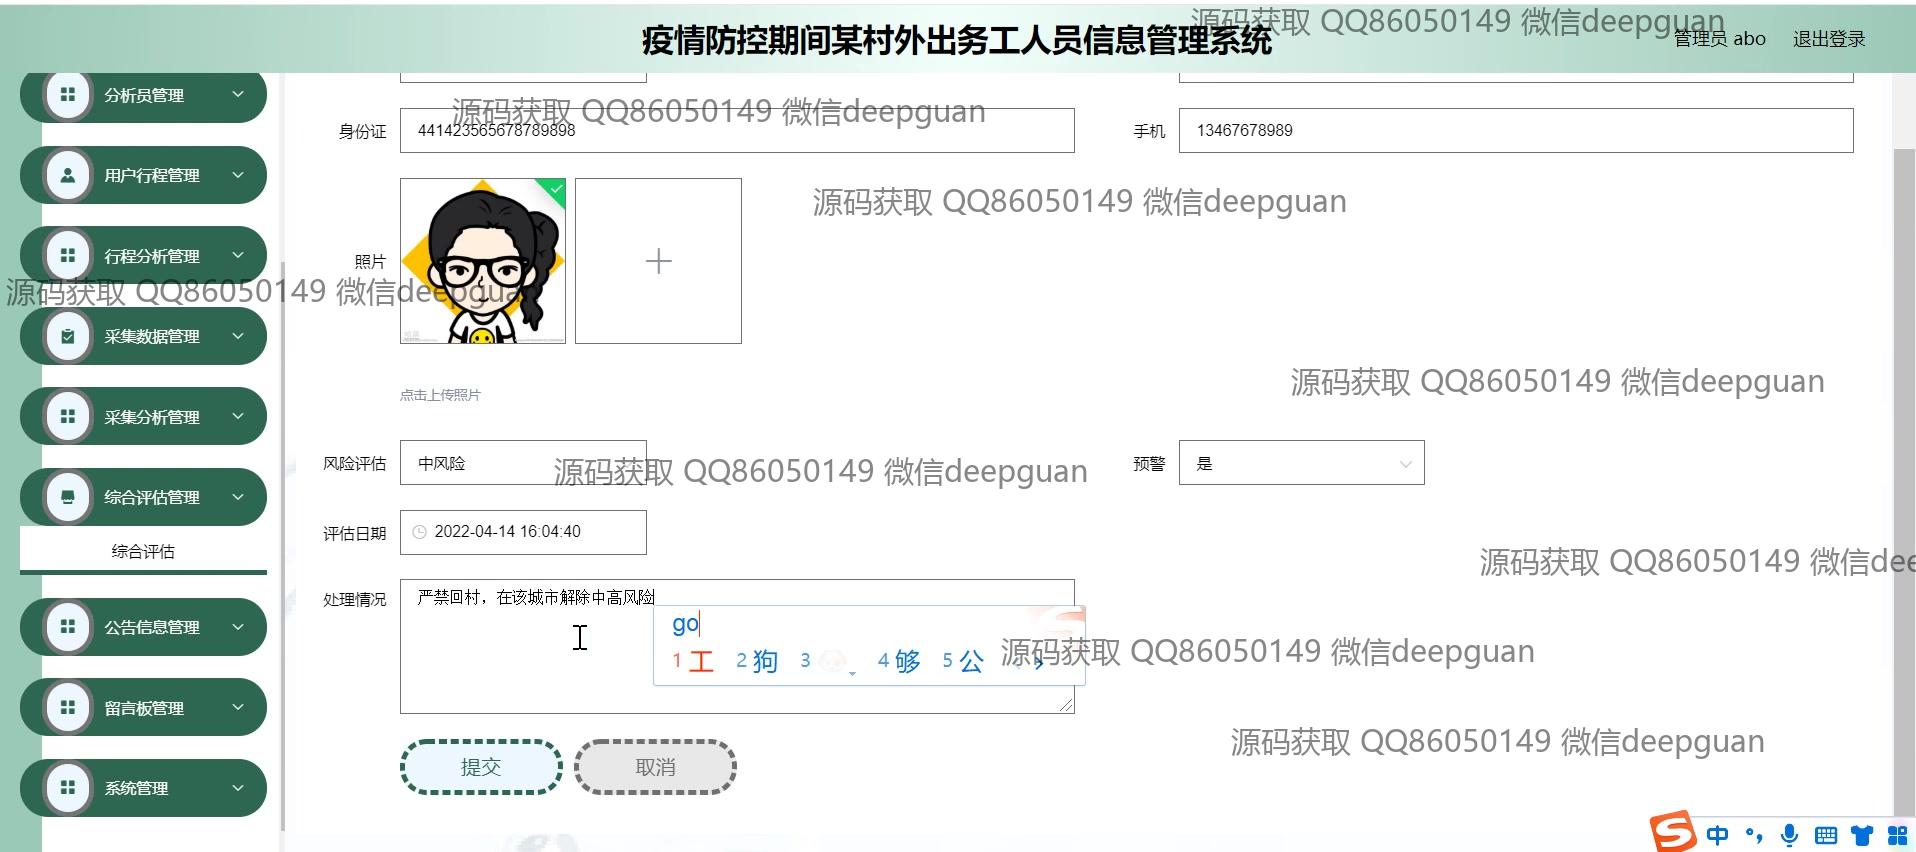 源码获取 QQ86050149 微信deepguan
疫情防控期间某村外出务工人员信息管理系统
管理员 abo
退出登录
分析员管理
源码获取 QQ86050149 微信deepguan
身份证
441423565678789898
手机
13467678989
用户行程管理
源码获取 QQ86050149 微信deepguan
行程分析管理
照片
源码获取 QQ86050149 微信deepguan
采集数据管理
源码获取 QQ86050149 微信deepguan
点击上传照片
采集分析管理
风险评估
中风险
源码获取 QQ86050149 微信deepguan
预警
是
综合评估管理
评估日期
2022-04-14 16:04:40
综合评估
源码获取 QQ86050149 微信dee
处理情况
严禁回村，在该城市解除中高风险
go
1 工 2 狗 3 4 够 5 公
源码获取 QQ86050149 微信deepguan
公告信息管理
留言板管理
源码获取 QQ86050149 微信deepguan
提交
取消
系统管理
中